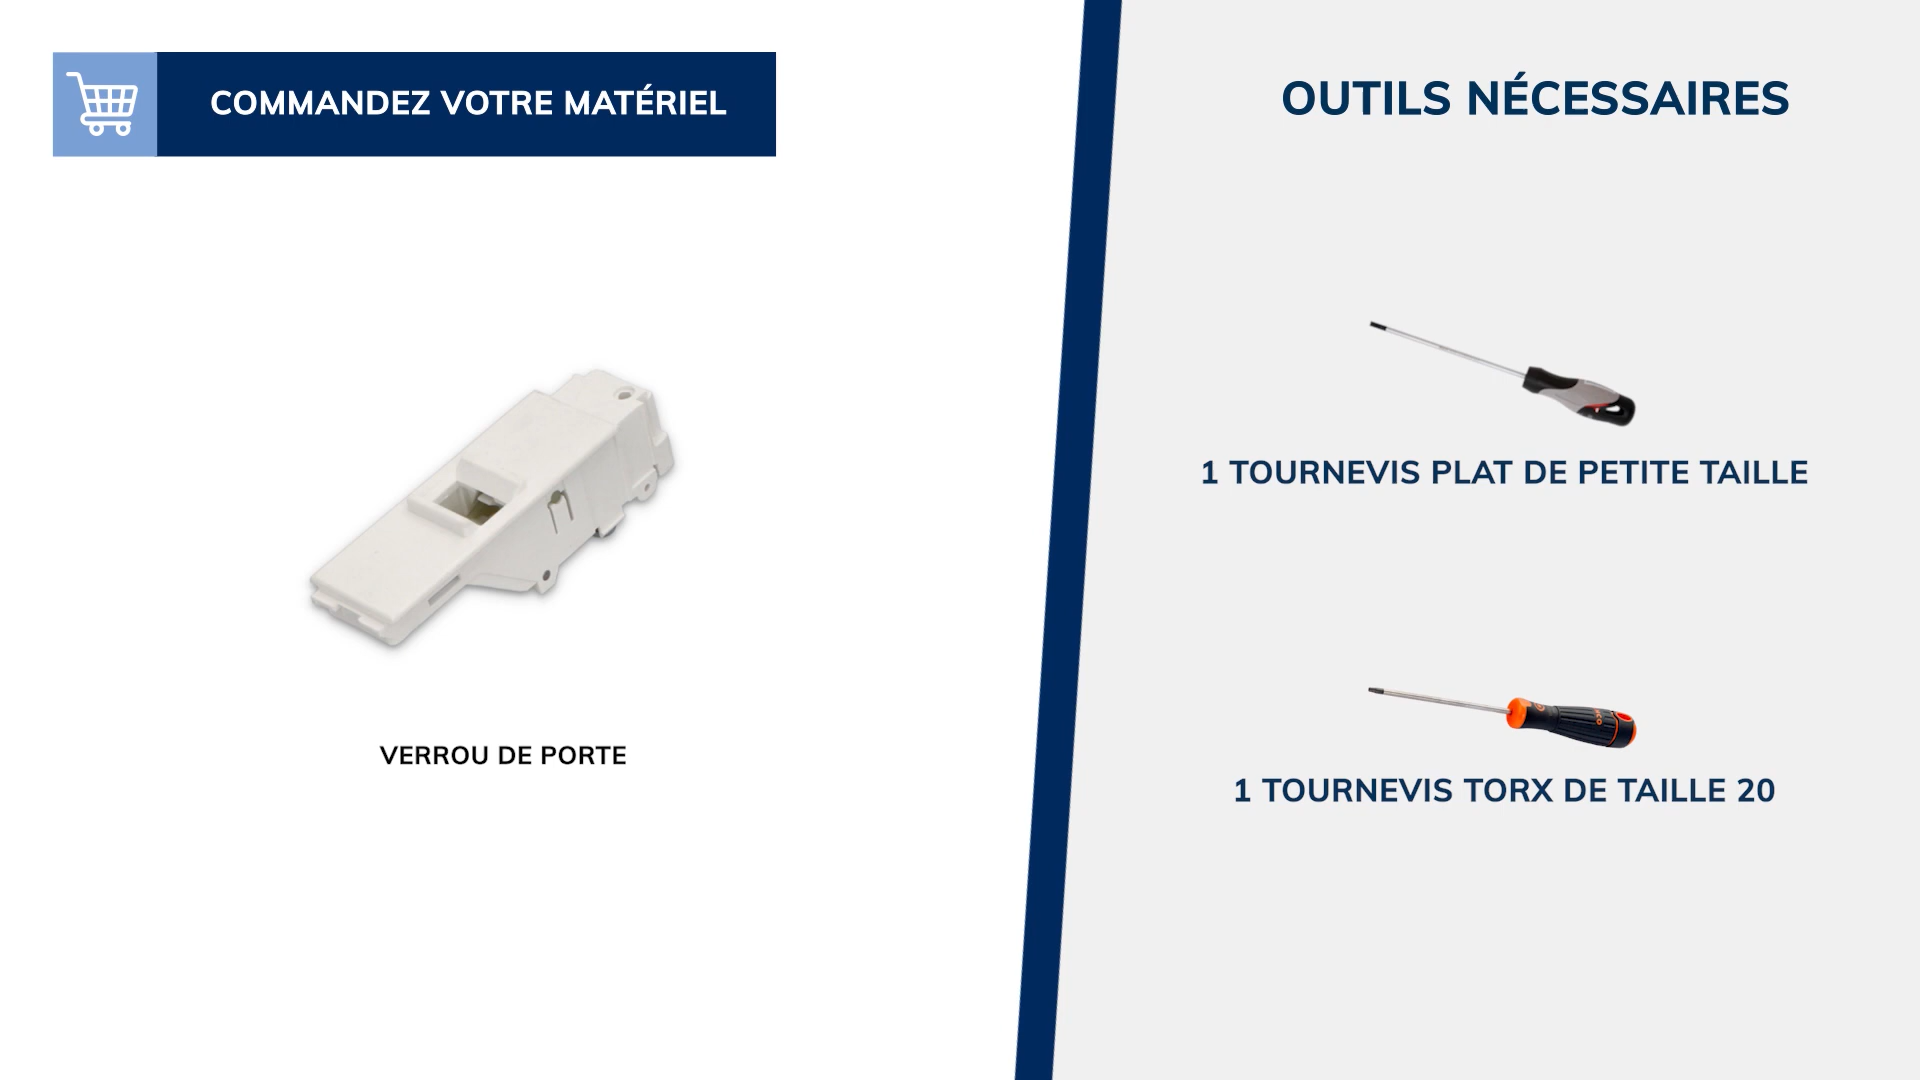 COMMANDEZ VOTRE MATÉRIEL
VERROU DE PORTE
OUTILS NÉCESSAIRES
1 TOURNEVIS PLAT DE PETITE TAILLE
1 TOURNEVIS TORX DE TAILLE 20